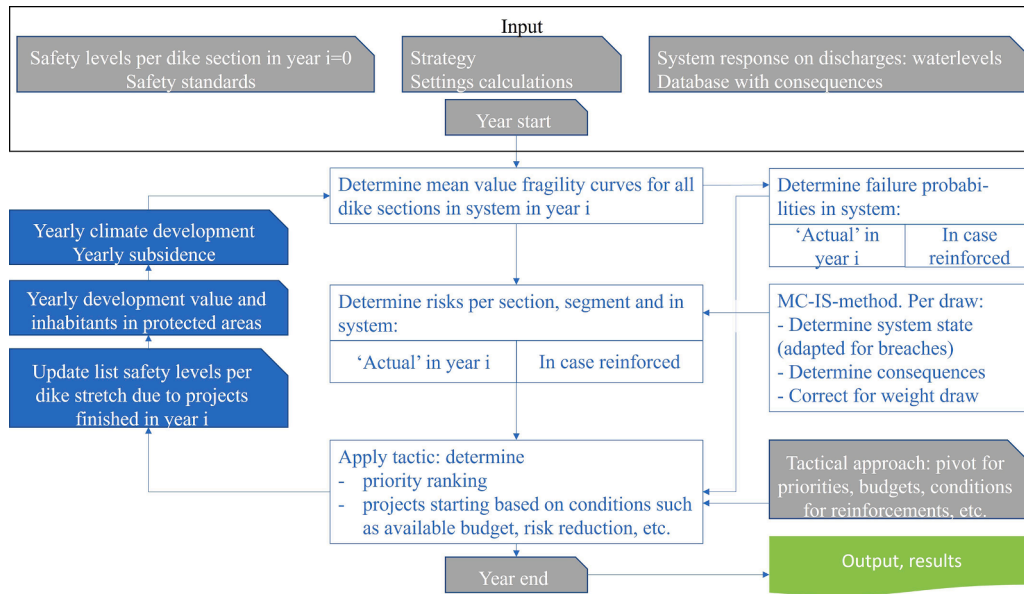 Input
Safety levels per dike section in year i=0
Safety standards
Strategy
Settings calculations
System response on discharges: waterlevels
Database with consequences
Year start
Determine mean value fragility curves for all
dike sections in system in year i
Determine failure probabi-
lities in system:
‘Actual’ in
year i
In case
reinforced
Yearly climate development
Yearly subsidence
Yearly development value and
inhabitants in protected areas
Update list safety levels per
dike stretch due to projects
finished in year i
Determine risks per section, segment and in
system:
‘Actual’ in year i
In case reinforced
MC-IS-method. Per draw:
- Determine system state
(adapted for breaches)
- Determine consequences
- Correct for weight draw
Apply tactic: determine
- priority ranking
- projects starting based on conditions such
as available budget, risk reduction, etc.
Tactical approach: pivot for
priorities, budgets, conditions
for reinforcements, etc.
Year end
Output, results